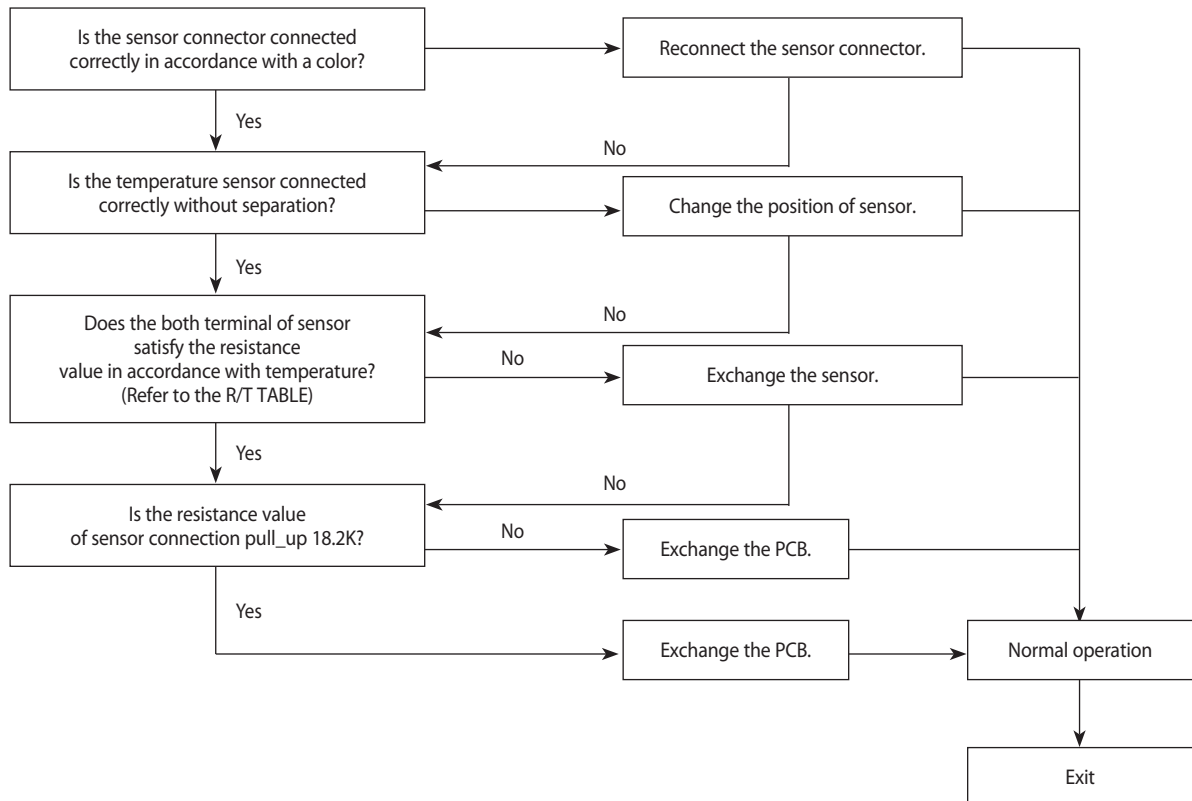 Is the sensor connector connected
correctly in accordance with a color?
Reconnect the sensor connector.
Yes
No
Is the temperature sensor connected
correctly without separation?
Change the position of sensor.
Yes
No
Does the both terminal of sensor
satisfy the resistance
value in accordance with temperature?
(Refer to the R/T TABLE)
No
Exchange the sensor.
Yes
No
Is the resistance value
of sensor connection pull_up 18.2K?
No
Exchange the PCB.
Yes
Exchange the PCB.
Normal operation
Exit